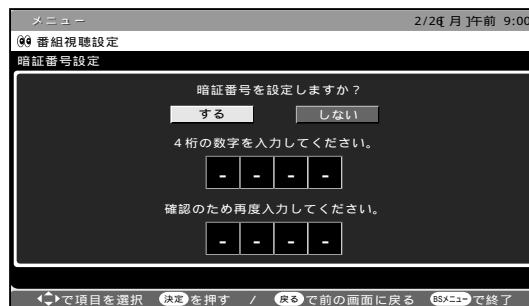 メニュー 2/26[月]午前 9:00
番組視聴設定
暗証番号設定
暗証番号を設定しますか？
する しない
4桁の数字を入力してください。
- - - -
確認のため再度入力してください。
- - - -
で項目を選択 決定を押す / 戻るで前の画面に戻る BSメニューで終了